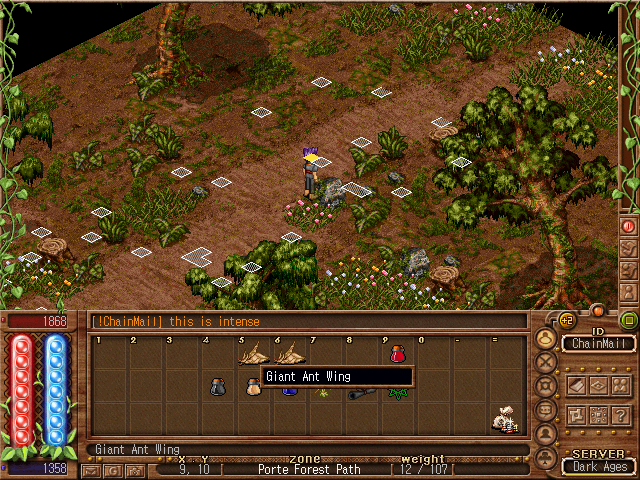 1868
[!ChainMail] this is intense
+2
ID
ChainMail
1 2 3 4 5 6 7 8 9 0 - =
Giant Ant Wing
Giant Ant Wing
X Y zone weight
9, 10 Porte Forest Path 12 / 107
1358
G
?
SERVER
Dark Ages